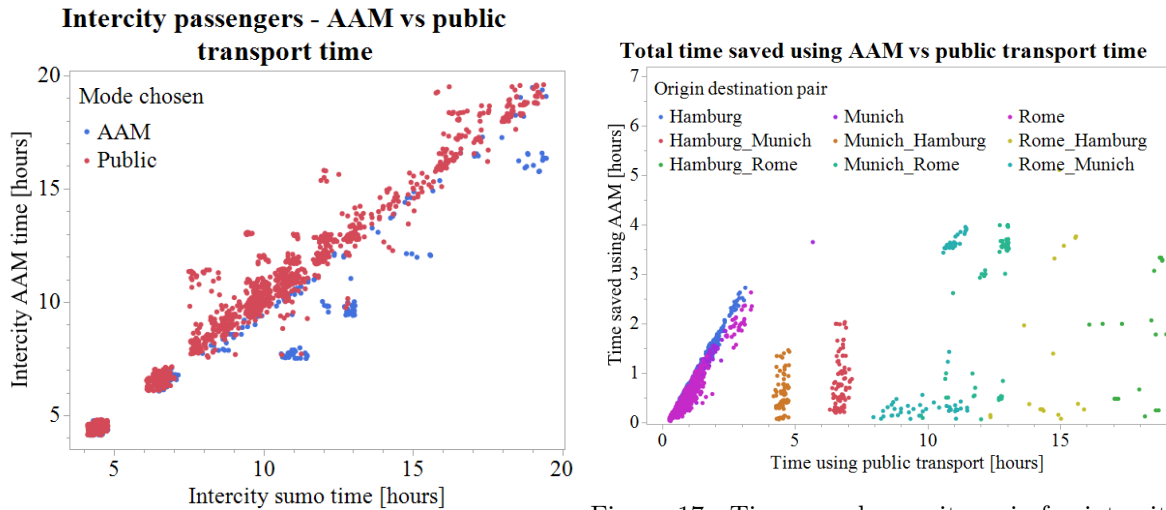 Intercity passengers - AAM vs public
transport time
20
15
10
5
Intercity AAM time [hours]
Mode chosen
AAM
Public
5 10 15 20
Intercity sumo time [hours]
Total time saved using AAM vs public transport time
7
6
5
4
3
2
1
0
Time saved using AAM [hours]
Origin destination pair
Hamburg Munich Rome
Hamburg_Munich Munich_Hamburg Rome_Hamburg
Hamburg_Rome Munich_Rome Rome_Munich
0 5 10 15
Time using public transport [hours]